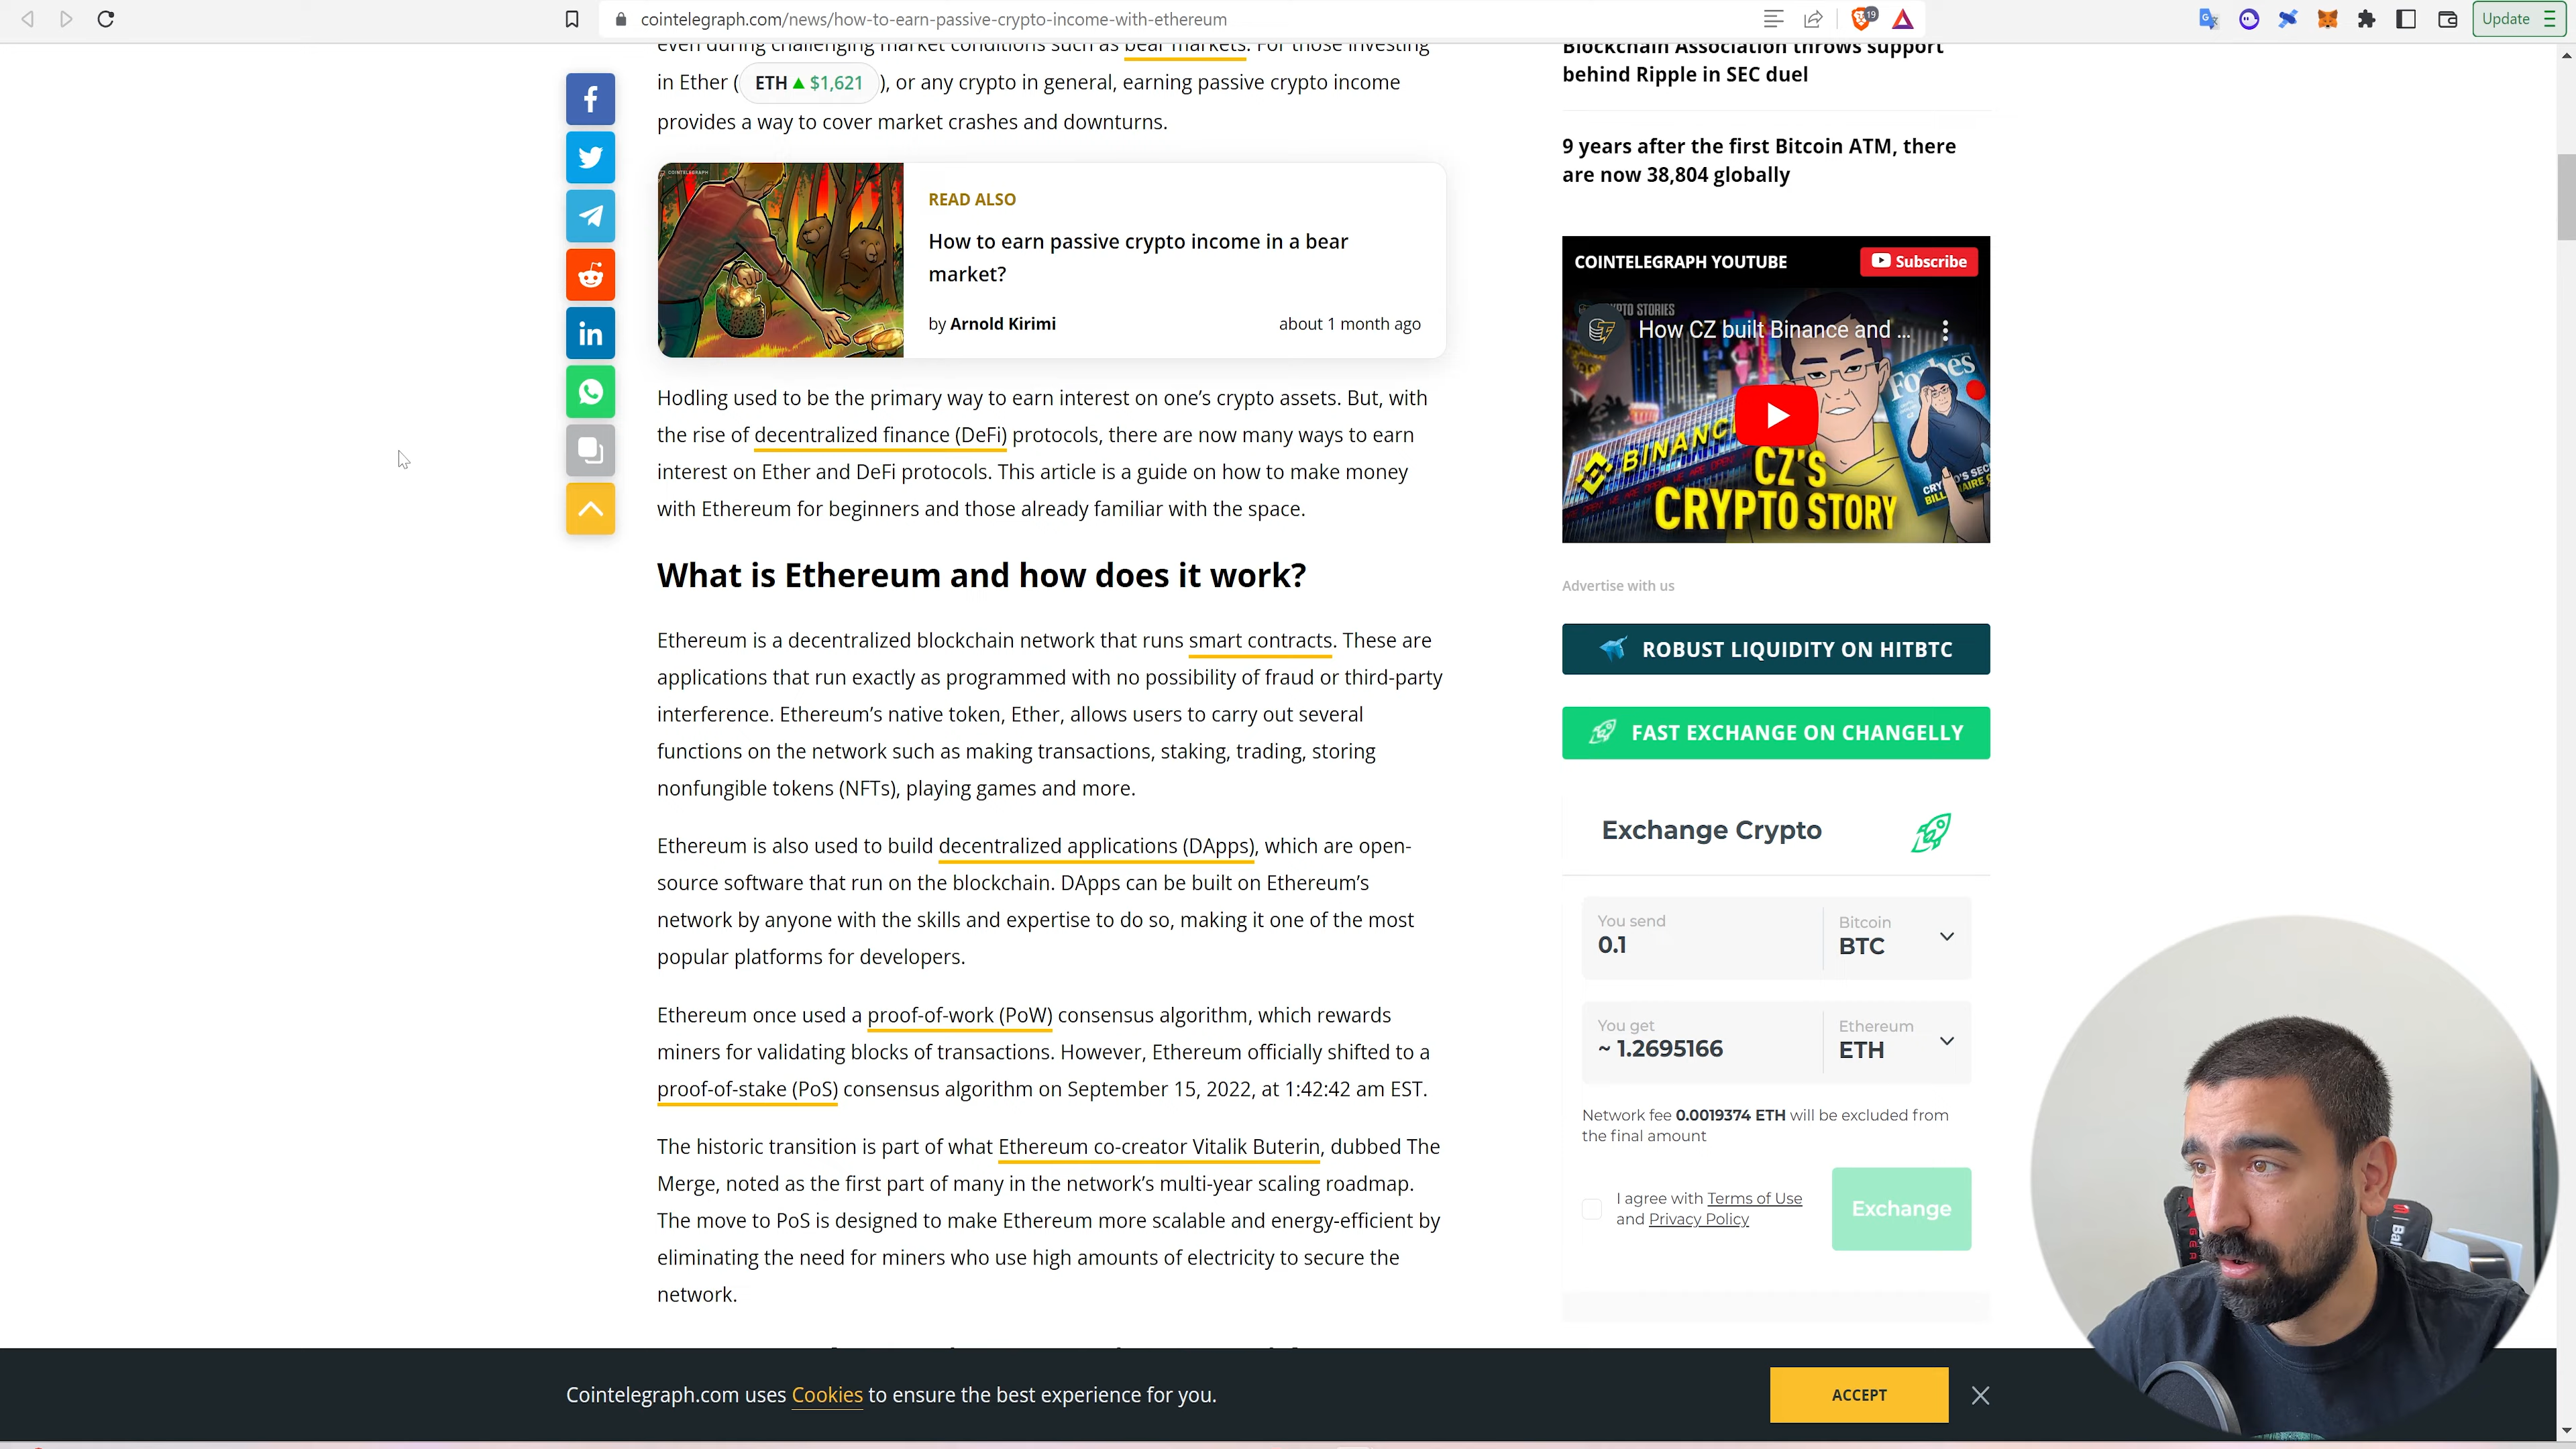 cointelegraph.com/news/how-to-earn-passive-crypto-income-with-ethereum
19
Update
even during challenging market conditions such as bear markets. For those investing
in Ether ( ETH ▲ $1,621 ), or any crypto in general, earning passive crypto income
provides a way to cover market crashes and downturns.
COINTELEGRAPH
READ ALSO
How to earn passive crypto income in a bear
market?
by Arnold Kirimi
about 1 month ago
Hodling used to be the primary way to earn interest on one's crypto assets. But, with
the rise of decentralized finance (DeFi) protocols, there are now many ways to earn
interest on Ether and DeFi protocols. This article is a guide on how to make money
with Ethereum for beginners and those already familiar with the space.
What is Ethereum and how does it work?
Ethereum is a decentralized blockchain network that runs smart contracts. These are
applications that run exactly as programmed with no possibility of fraud or third-party
interference. Ethereum's native token, Ether, allows users to carry out several
functions on the network such as making transactions, staking, trading, storing
nonfungible tokens (NFTs), playing games and more.
Ethereum is also used to build decentralized applications (DApps), which are open-
source software that run on the blockchain. DApps can be built on Ethereum's
network by anyone with the skills and expertise to do so, making it one of the most
popular platforms for developers.
Ethereum once used a proof-of-work (PoW) consensus algorithm, which rewards
miners for validating blocks of transactions. However, Ethereum officially shifted to a
proof-of-stake (PoS) consensus algorithm on September 15, 2022, at 1:42:42 am EST.
The historic transition is part of what Ethereum co-creator Vitalik Buterin, dubbed The
Merge, noted as the first part of many in the network's multi-year scaling roadmap.
The move to PoS is designed to make Ethereum more scalable and energy-efficient by
eliminating the need for miners who use high amounts of electricity to secure the
network.
Blockchain Association throws support
behind Ripple in SEC duel
9 years after the first Bitcoin ATM, there
are now 38,804 globally
COINTELEGRAPH YOUTUBE
Subscribe
How CZ built Binance and ...
Forbes
BINANCE
CZ'S
CRYPTO STORY
Advertise with us
ROBUST LIQUIDITY ON HITBTC
FAST EXCHANGE ON CHANGELLY
Exchange Crypto
You send
0.1
Bitcoin
BTC
You get
~ 1.2695166
Ethereum
ETH
Network fee 0.0019374 ETH will be excluded from
the final amount
I agree with Terms of Use
and Privacy Policy
Exchange
Cointelegraph.com uses Cookies to ensure the best experience for you.
ACCEPT